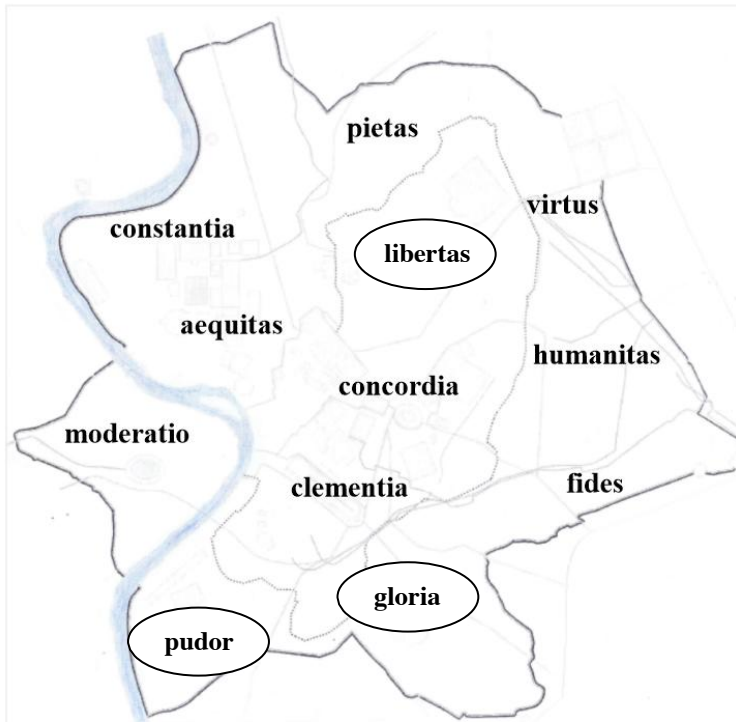 pietas
virtus
constantia
libertas
aequitas
humanitas
concordia
moderatio
clementia
fides
gloria
pudor